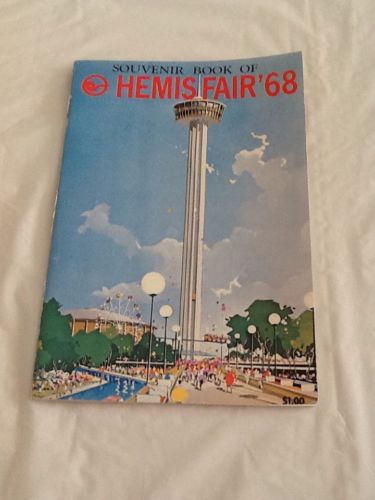 SOUVENIR BOOK OF
HEMISFAIR'68
$1.00